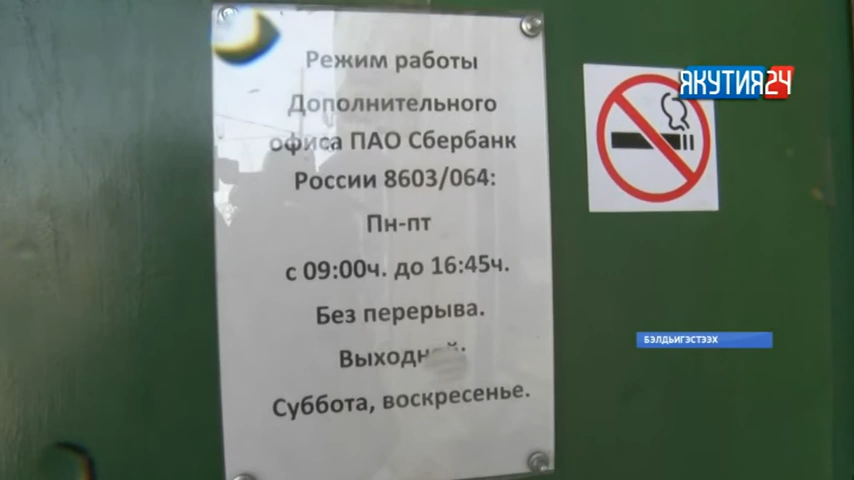 Режим работы
Дополнительного
офиса ПАО Сбербанк
России 8603/064:
Пн-пт
с 09:00ч. до 16:45ч.
Без перерыва.
Выходной:
Суббота, воскресенье.
ЯКУТИЯ24
БЭЛДЬИГЭСТЭЭХ